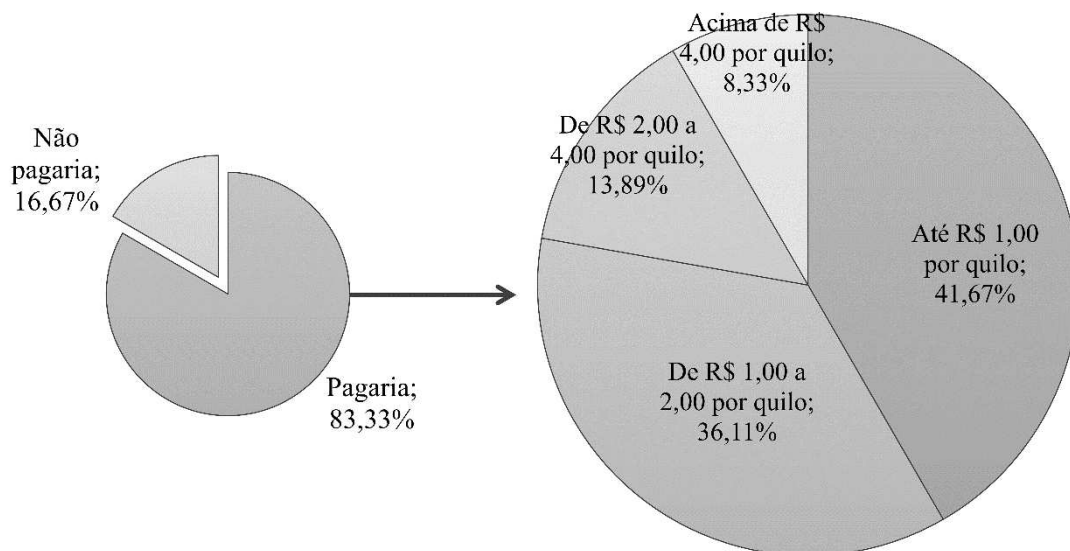 Não
pagaria;
16,67%
Pagaria;
83,33%
Acima de R$
4,00 por quilo;
8,33%
De R$ 2,00 a
4,00 por quilo;
13,89%
Até R$ 1,00
por quilo;
41,67%
De R$ 1,00 a
2,00 por quilo;
36,11%